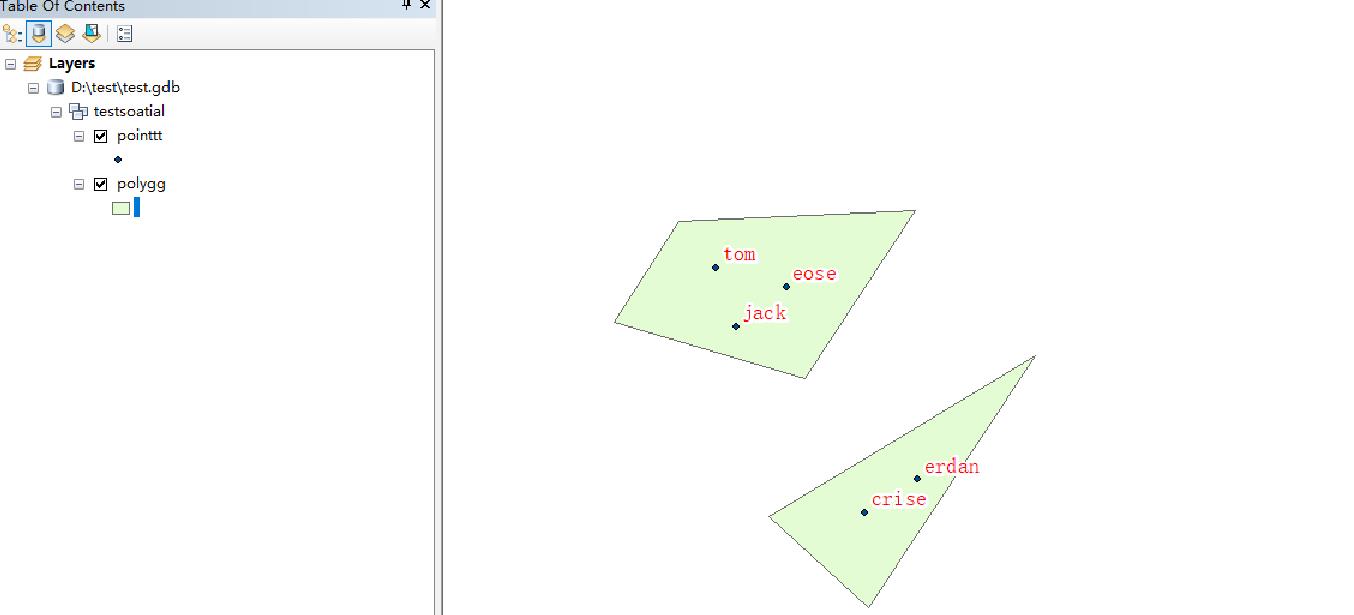 Table Of Contents
Layers
D:\test\test.gdb
testsoatial
pointtt
polygg
tom
eose
jack
erdan
crise